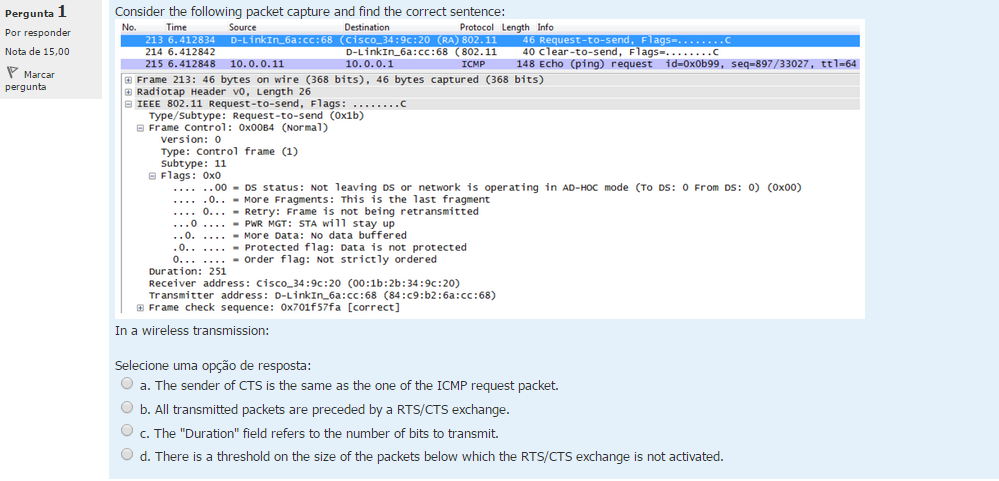 Pergunta 1
Por responder
Nota de 15,00
Marcar
pergunta
Consider the following packet capture and find the correct sentence:
No. Time Source Destination Protocol Length Info
213 6.412834 D-LinkIn_6a:cc:68 (Cisco_34:9c:20 (RA) 802.11 46 Request-to-send, Flags=........C
214 6.412842 D-LinkIn_6a:cc:68 (802.11 40 Clear-to-send, Flags=........C
215 6.412848 10.0.0.11 10.0.0.1 ICMP 148 Echo (ping) request id=0x0b99, seq=897/33027, ttl=64
Frame 213: 46 bytes on wire (368 bits), 46 bytes captured (368 bits)
Radiotap Header v0, Length 26
IEEE 802.11 Request-to-send, Flags: ........C
Type/Subtype: Request-to-send (0x1b)
Frame Control: 0x00B4 (Normal)
Version: 0
Type: Control frame (1)
Subtype: 11
Flags: 0x0
.... ..00 = DS status: Not leaving DS or network is operating in AD-HOC mode (To DS: 0 From DS: 0) (0x00)
.... .0.. = More Fragments: This is the last fragment
.... 0... = Retry: Frame is not being retransmitted
...0 .... = PWR MGT: STA will stay up
..0. .... = More Data: No data buffered
.0.. .... = Protected flag: Data is not protected
0... .... = Order flag: Not strictly ordered
Duration: 251
Receiver address: Cisco_34:9c:20 (00:1b:2b:34:9c:20)
Transmitter address: D-LinkIn_6a:cc:68 (84:c9:b2:6a:cc:68)
Frame check sequence: 0x701f57fa [correct]
In a wireless transmission:
Selecione uma opção de resposta:
a. The sender of CTS is the same as the one of the ICMP request packet.
b. All transmitted packets are preceded by a RTS/CTS exchange.
c. The "Duration" field refers to the number of bits to transmit.
d. There is a threshold on the size of the packets below which the RTS/CTS exchange is not activated.